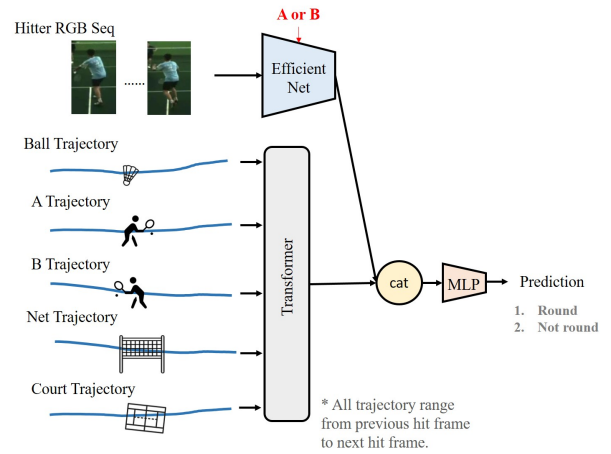 A or B
Hitter RGB Seq
Efficient
Net
......
Ball Trajectory
A Trajectory
B Trajectory
Net Trajectory
Court Trajectory
Transformer
cat
MLP
Prediction
1. Round
2. Not round
* All trajectory range
from previous hit frame
to next hit frame.